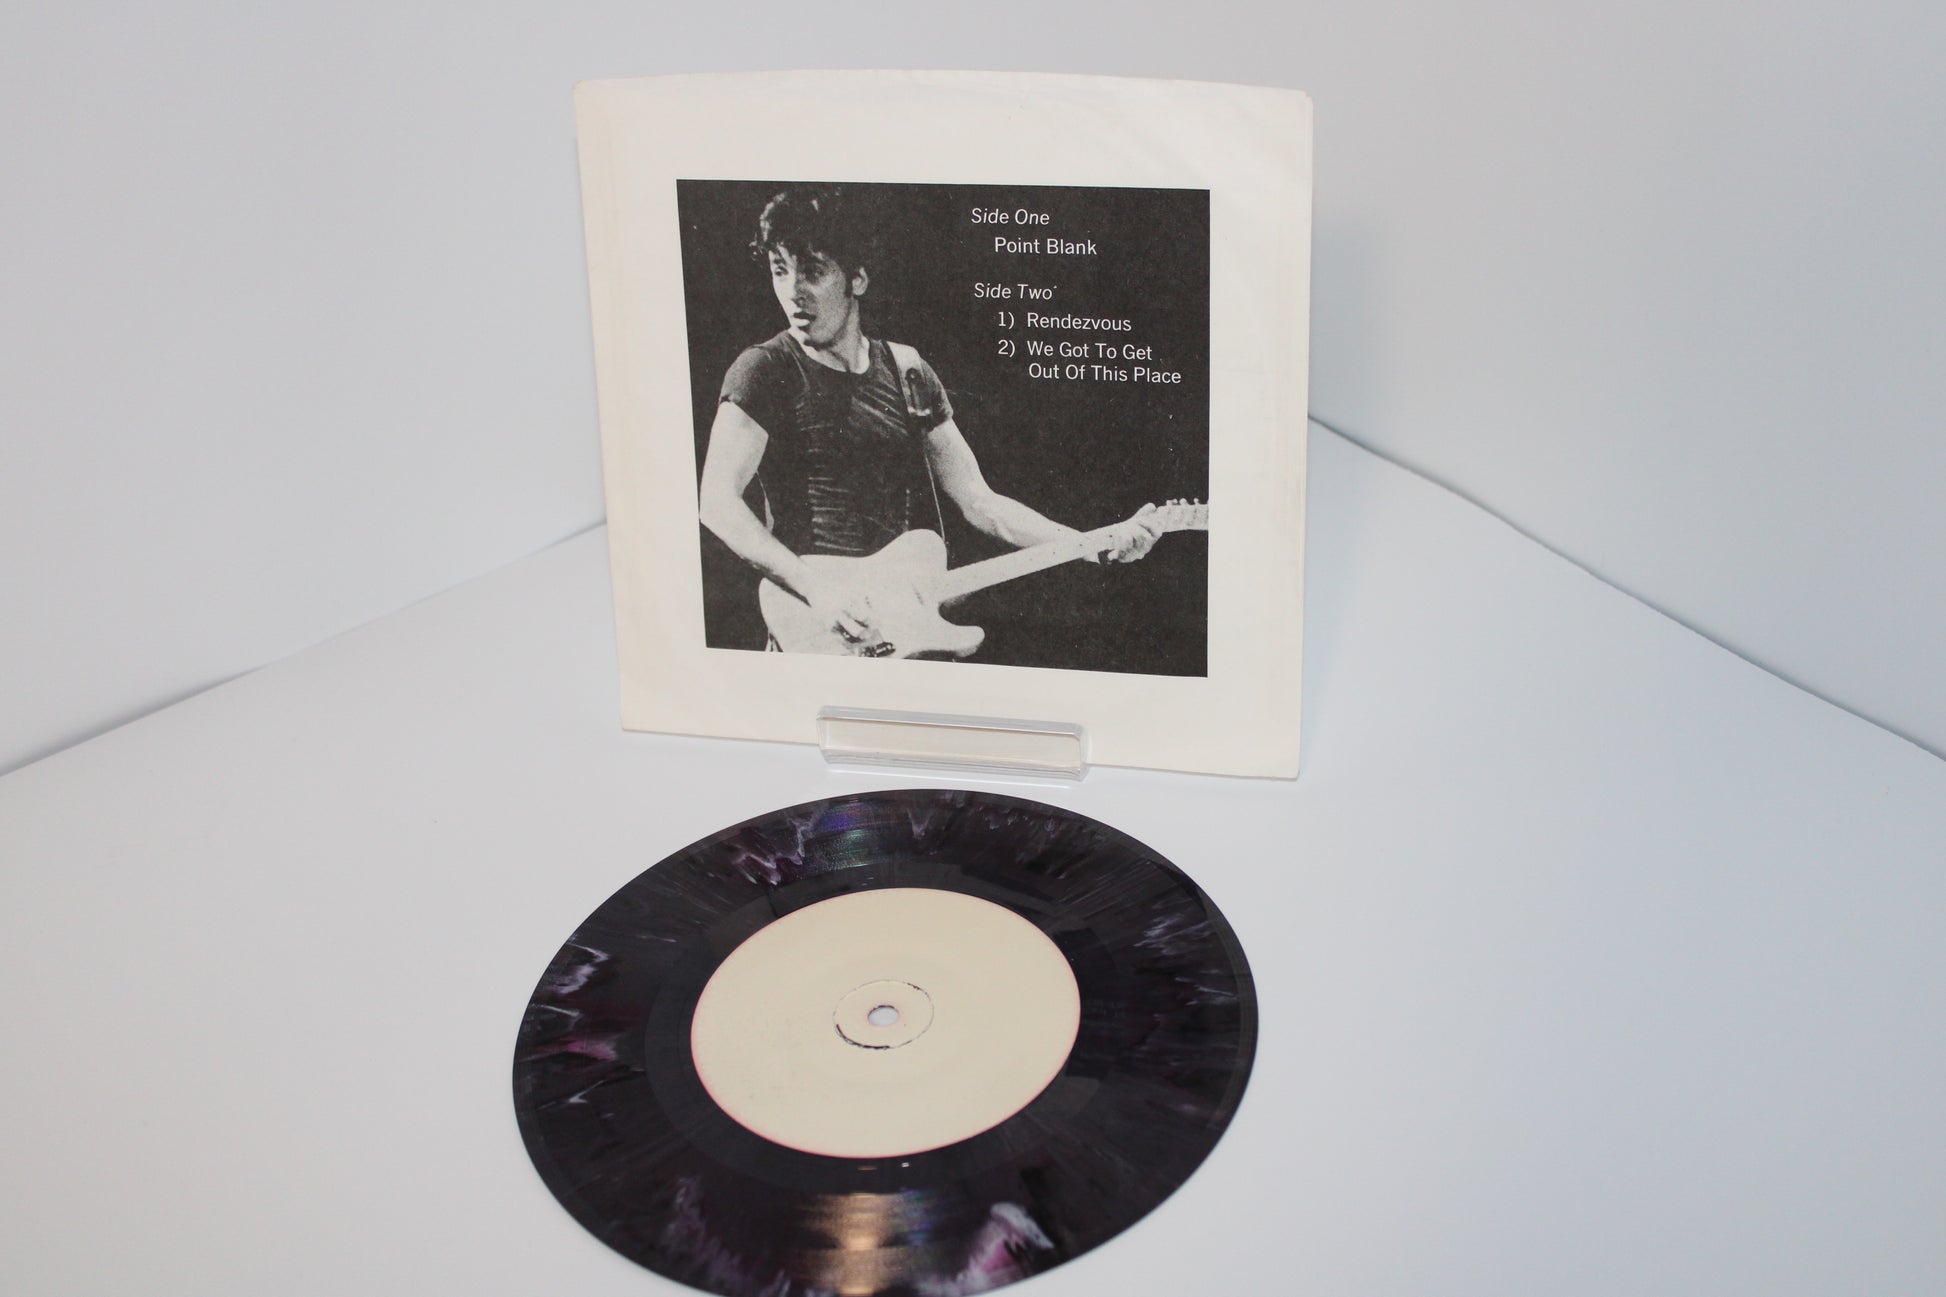 Side One
Point Blank
Side Two
1) Rendezvous
2) We Got To Get
Out Of This Place